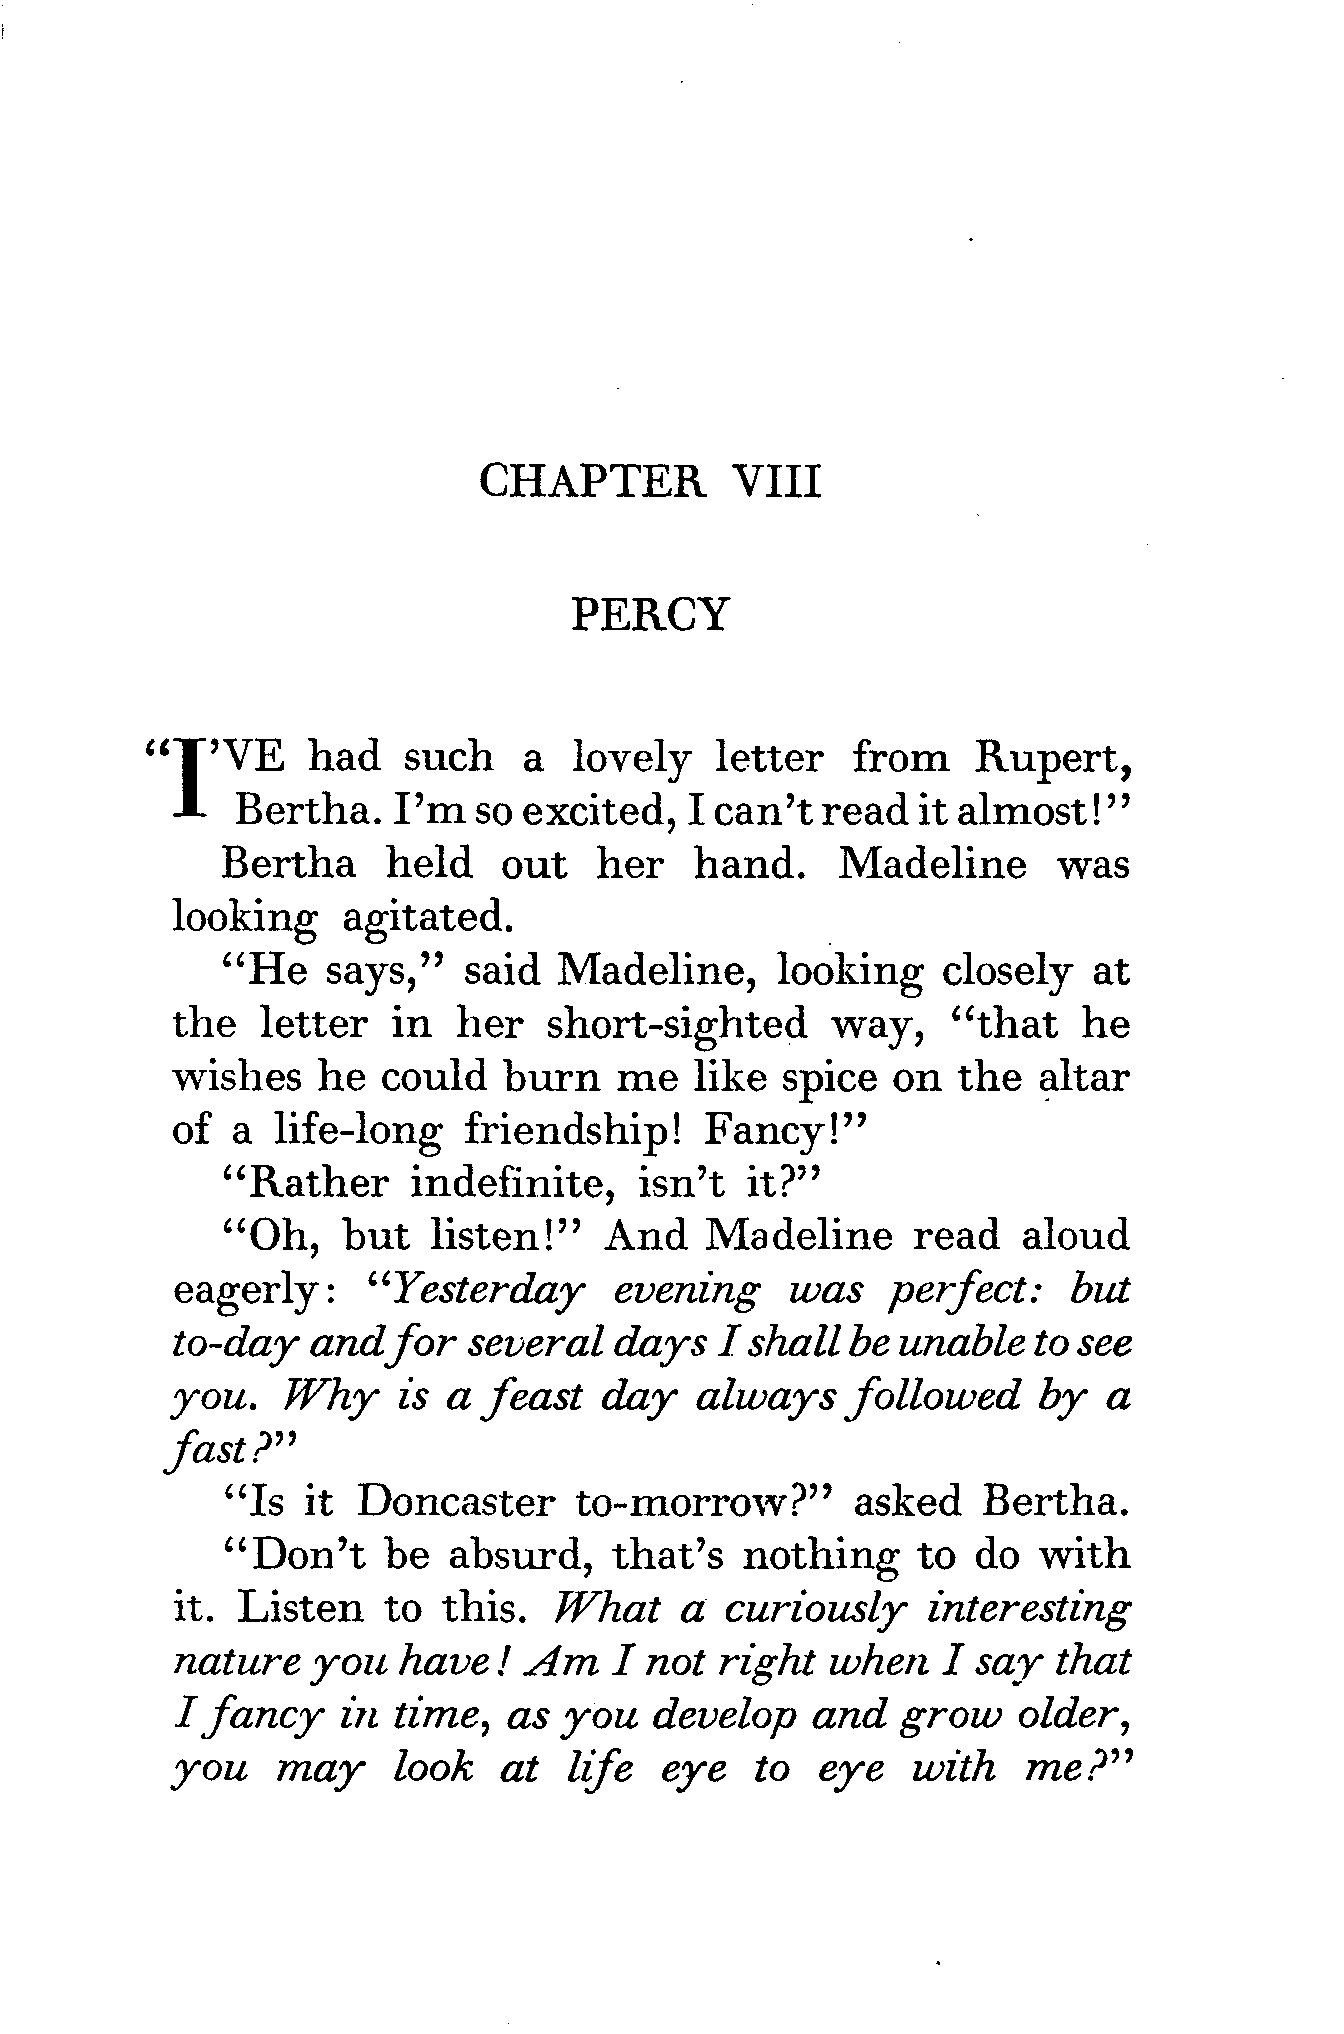 CHAPTER VIII
PERCY
“I’VE had such a lovely letter from Rupert,
Bertha. I’m so excited, I can’t read it almost!”
Bertha held out her hand. Madeline was
looking agitated.
“He says,” said Madeline, looking closely at
the letter in her short-sighted way, “that he
wishes he could burn me like spice on the altar
of a life-long friendship! Fancy!”
“Rather indefinite, isn’t it?”
“Oh, but listen!” And Madeline read aloud
eagerly: “Yesterday evening was perfect: but
to-day and for several days I shall be unable to see
you. Why is a feast day always followed by a
fast?”
“Is it Doncaster to-morrow?” asked Bertha.
“Don’t be absurd, that’s nothing to do with
it. Listen to this. What a curiously interesting
nature you have! Am I not right when I say that
I fancy in time, as you develop and grow older,
you may look at life eye to eye with me?”